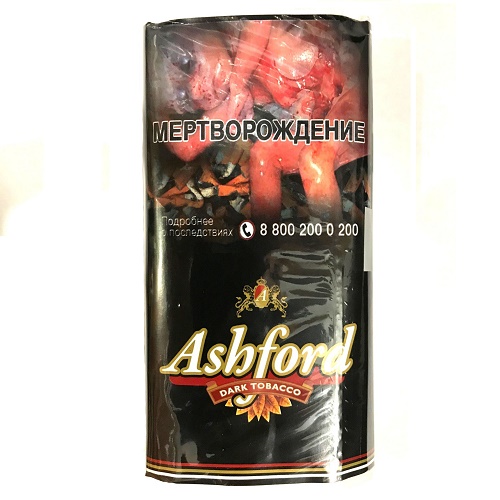 МЕРТВОРОЖДЕНИЕ
Подробнее
о последствиях
8 800 200 0 200
A
Ashford
DARK TOBACCO